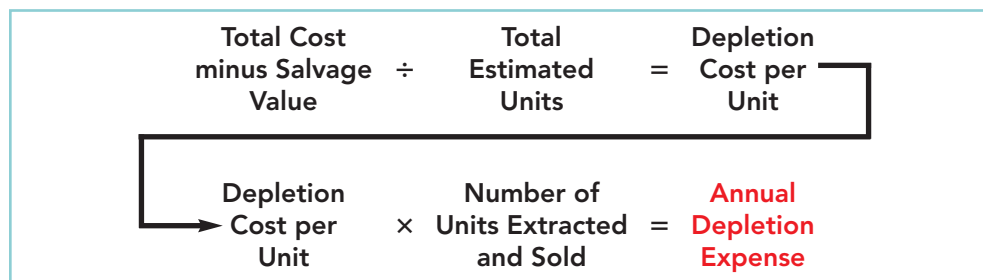 Total Cost Total Depletion
minus Salvage ÷ Estimated = Cost per
Value Units Unit
Depletion Number of Annual
Cost per × Units Extracted = Depletion
Unit and Sold Expense